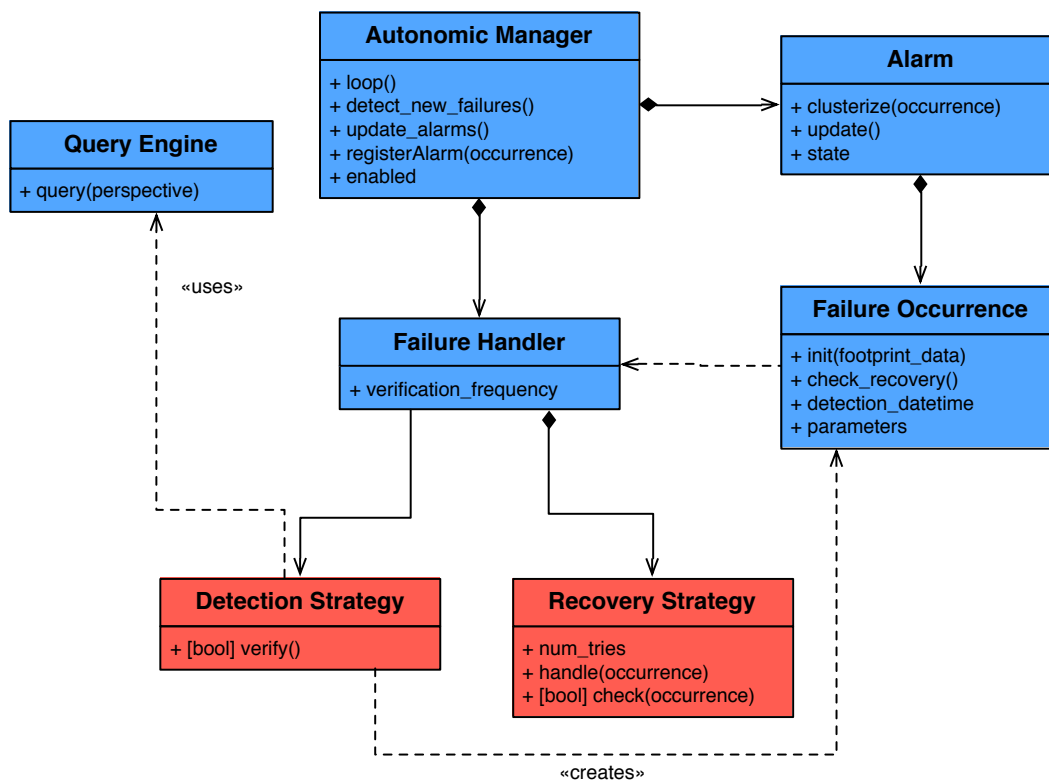 Autonomic Manager
+ loop()
+ detect_new_failures()
+ update_alarms()
+ registerAlarm(occurrence)
+ enabled
Alarm
+ clusterize(occurrence)
+ update()
+ state
Query Engine
+ query(perspective)
«uses»
Failure Handler
+ verification_frequency
Failure Occurrence
+ init(footprint_data)
+ check_recovery()
+ detection_datetime
+ parameters
Detection Strategy
+ [bool] verify()
Recovery Strategy
+ num_tries
+ handle(occurrence)
+ [bool] check(occurrence)
«creates»